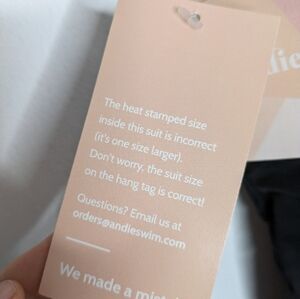 The heat stamped size
inside this suit is incorrect
(it's one size larger).
Don't worry, the suit size
on the hang tag is correct!
Questions? Email us at
orders@andieswim.com
We made a